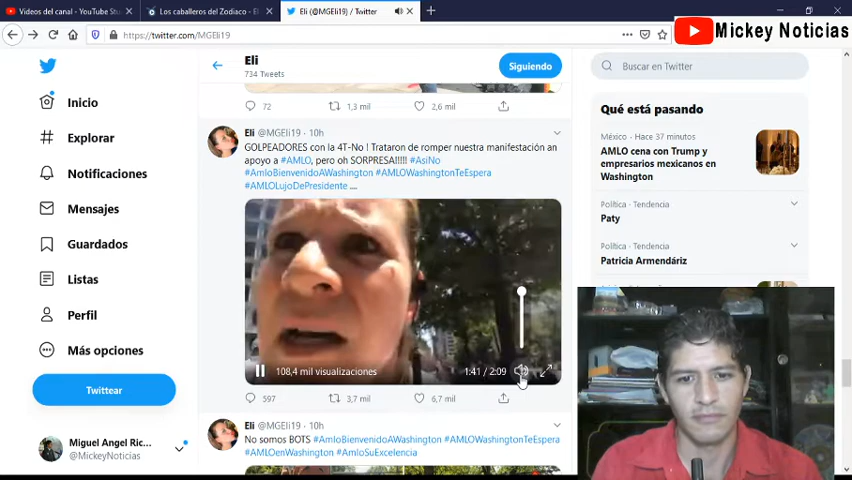 Videos del canal - YouTube Stu
Los caballeros del Zodiaco - El
Eli (@MGEli19) / Twitter
https://twitter.com/MGEli19
Mickey Noticias
Eli
734 Tweets
Siguiendo
Buscar en Twitter
Inicio
Explorar
Notificaciones
Mensajes
Guardados
Listas
Perfil
Más opciones
Twittear
Miguel Angel Ric...
@MickeyNoticias
72 1,3 mil 2,6 mil
Eli @MGEli19 · 10h
GOLPEADORES con la 4T-No ! Trataron de romper nuestra manifestación an
apoyo a #AMLO, pero oh SORPRESA!!!!! #AsiNo
#AmloBienvenidoAWashington #AMLOWashingtonTeEspera
#AMLOLujoDePresidente ...
108,4 mil visualizaciones
1:41 / 2:09
597 3,7 mil 6,7 mil
Eli @MGEli19 · 10h
No somos BOTS #AmloBienvenidoAWashington #AMLOWashingtonTeEspera
#AMLOenWashington #AmloSuExcelencia
Qué está pasando
México · Hace 37 minutos
AMLO cena con Trump y
empresarios mexicanos en
Washington
Política · Tendencia
Paty
Política · Tendencia
Patricia Armendáriz